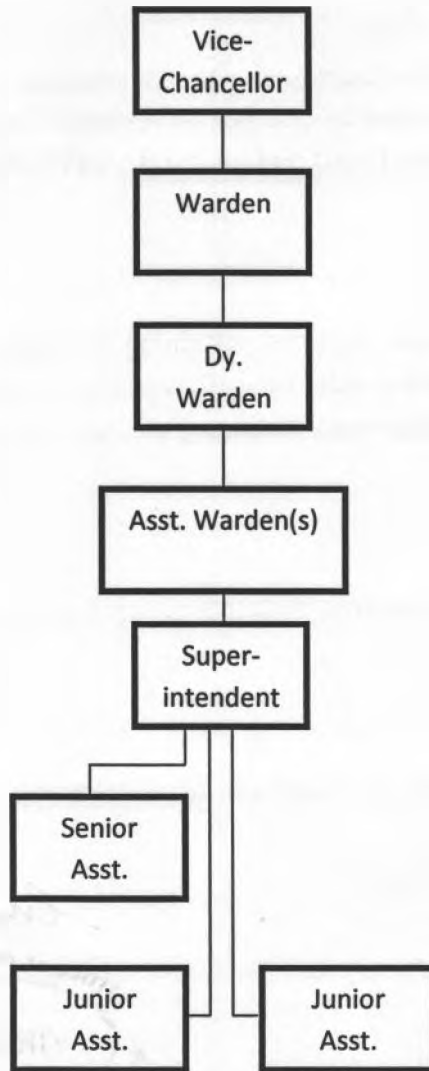 Vice-
Chancellor
Warden
Dy.
Warden
Asst. Warden(s)
Super-
intendent
Senior
Asst.
Junior
Asst.
Junior
Asst.